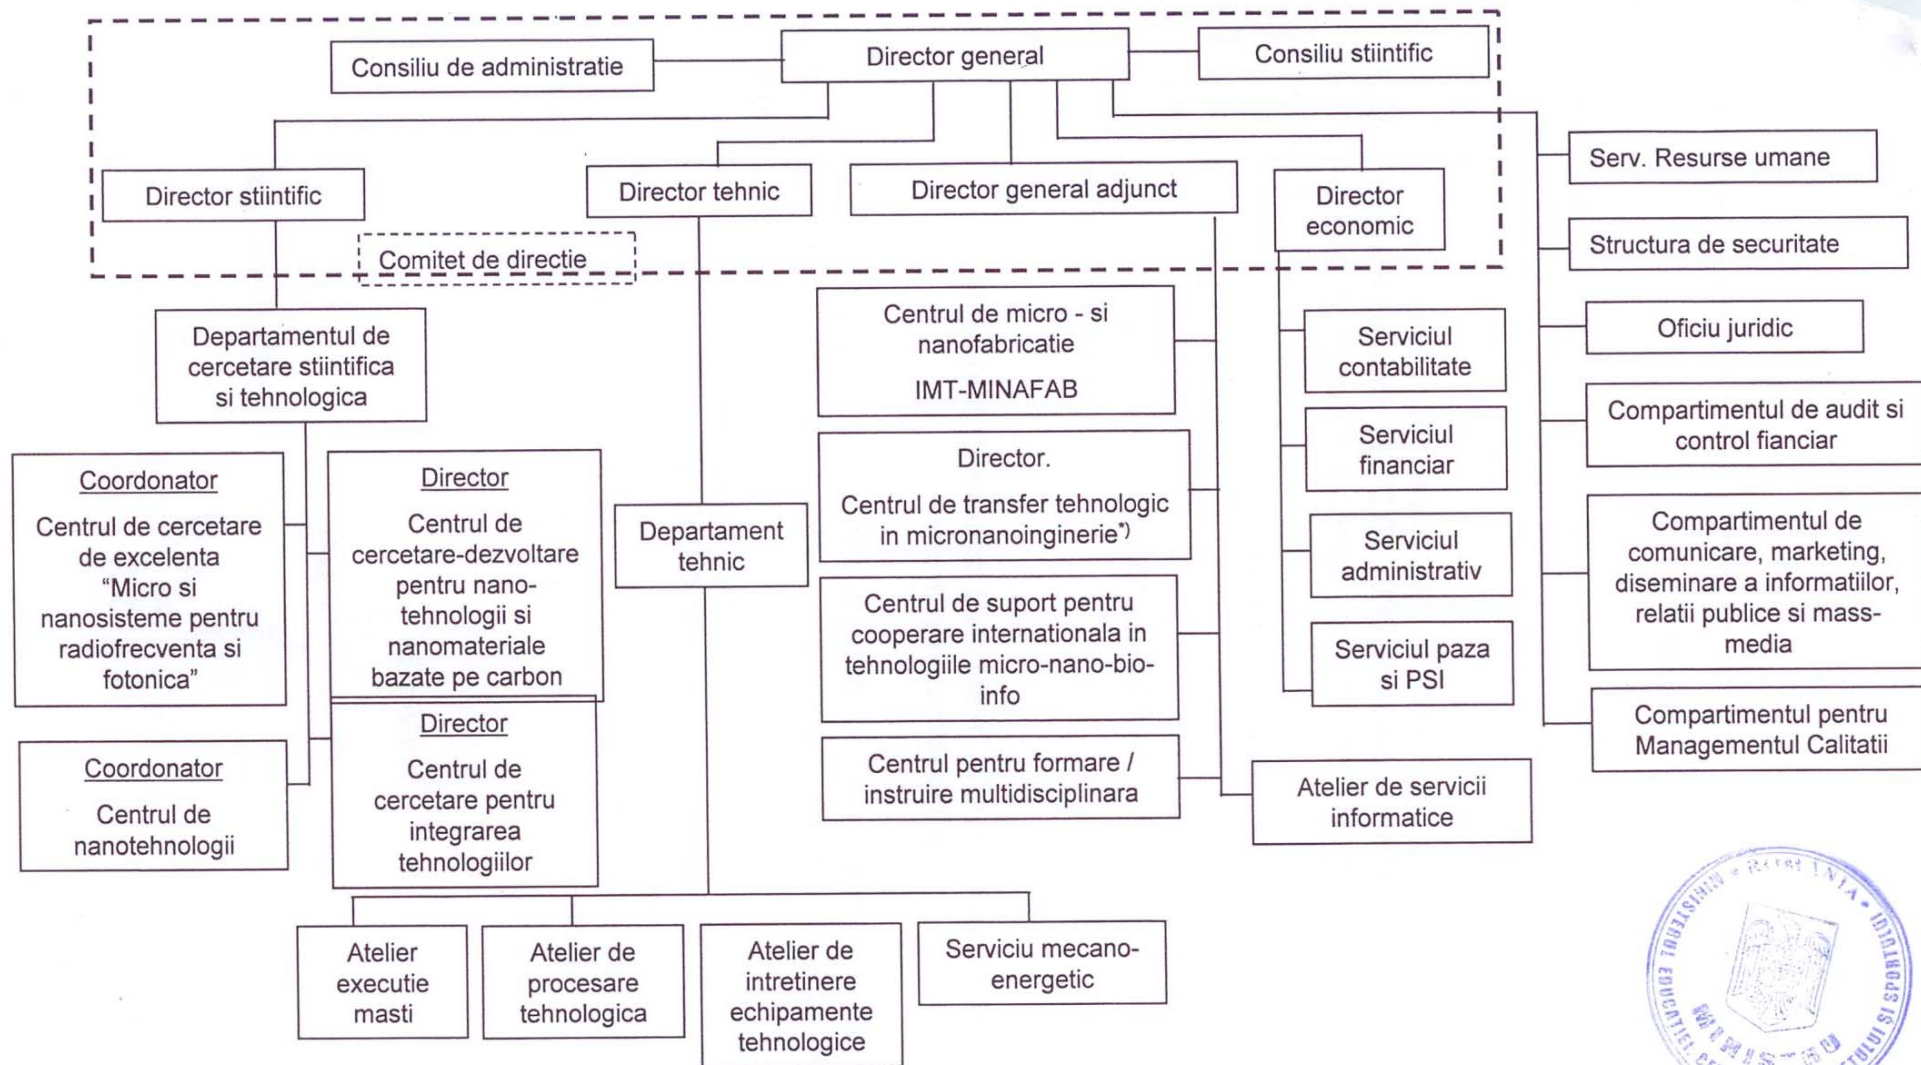 Consiliu de administratie
Director general
Consiliu stiintific
Director stiintific
Director tehnic
Director general adjunct
Director
economic
Comitet de directie
Serv. Resurse umane
Structura de securitate
Oficiu juridic
Compartimentul de audit si
control fianciar
Compartimentul de
comunicare, marketing,
diseminare a informatiilor,
relatii publice si mass-
media
Compartimentul pentru
Managementul Calitatii
Departamentul de
cercetare stiintifica
si tehnologica
Coordonator
Centrul de cercetare
de excelenta
“Micro si
nanosisteme pentru
radiofrecventa si
fotonica”
Director
Centrul de
cercetare-dezvoltare
pentru nano-
tehnologii si
nanomateriale
bazate pe carbon
Coordonator
Centrul de
nanotehnologii
Director
Centrul de
cercetare pentru
integrarea
tehnologiilor
Departament
tehnic
Centrul de micro - si
nanofabricatie
IMT-MINAFAB
Director.
Centrul de transfer tehnologic
in micronanoinginerie*)
Centrul de suport pentru
cooperare internationala in
tehnologiile micro-nano-bio-
info
Centrul pentru formare /
instruire multidisciplinara
Serviciul
contabilitate
Serviciul
financiar
Serviciul
administrativ
Serviciul paza
si PSI
Atelier de servicii
informatice
Atelier
executie
masti
Atelier de
procesare
tehnologica
Atelier de
intretinere
echipamente
tehnologice
Serviciu mecano-
energetic
ROMANIA
MINISTERUL EDUCATIEI,
SI SPORTULUI
MINISTRU